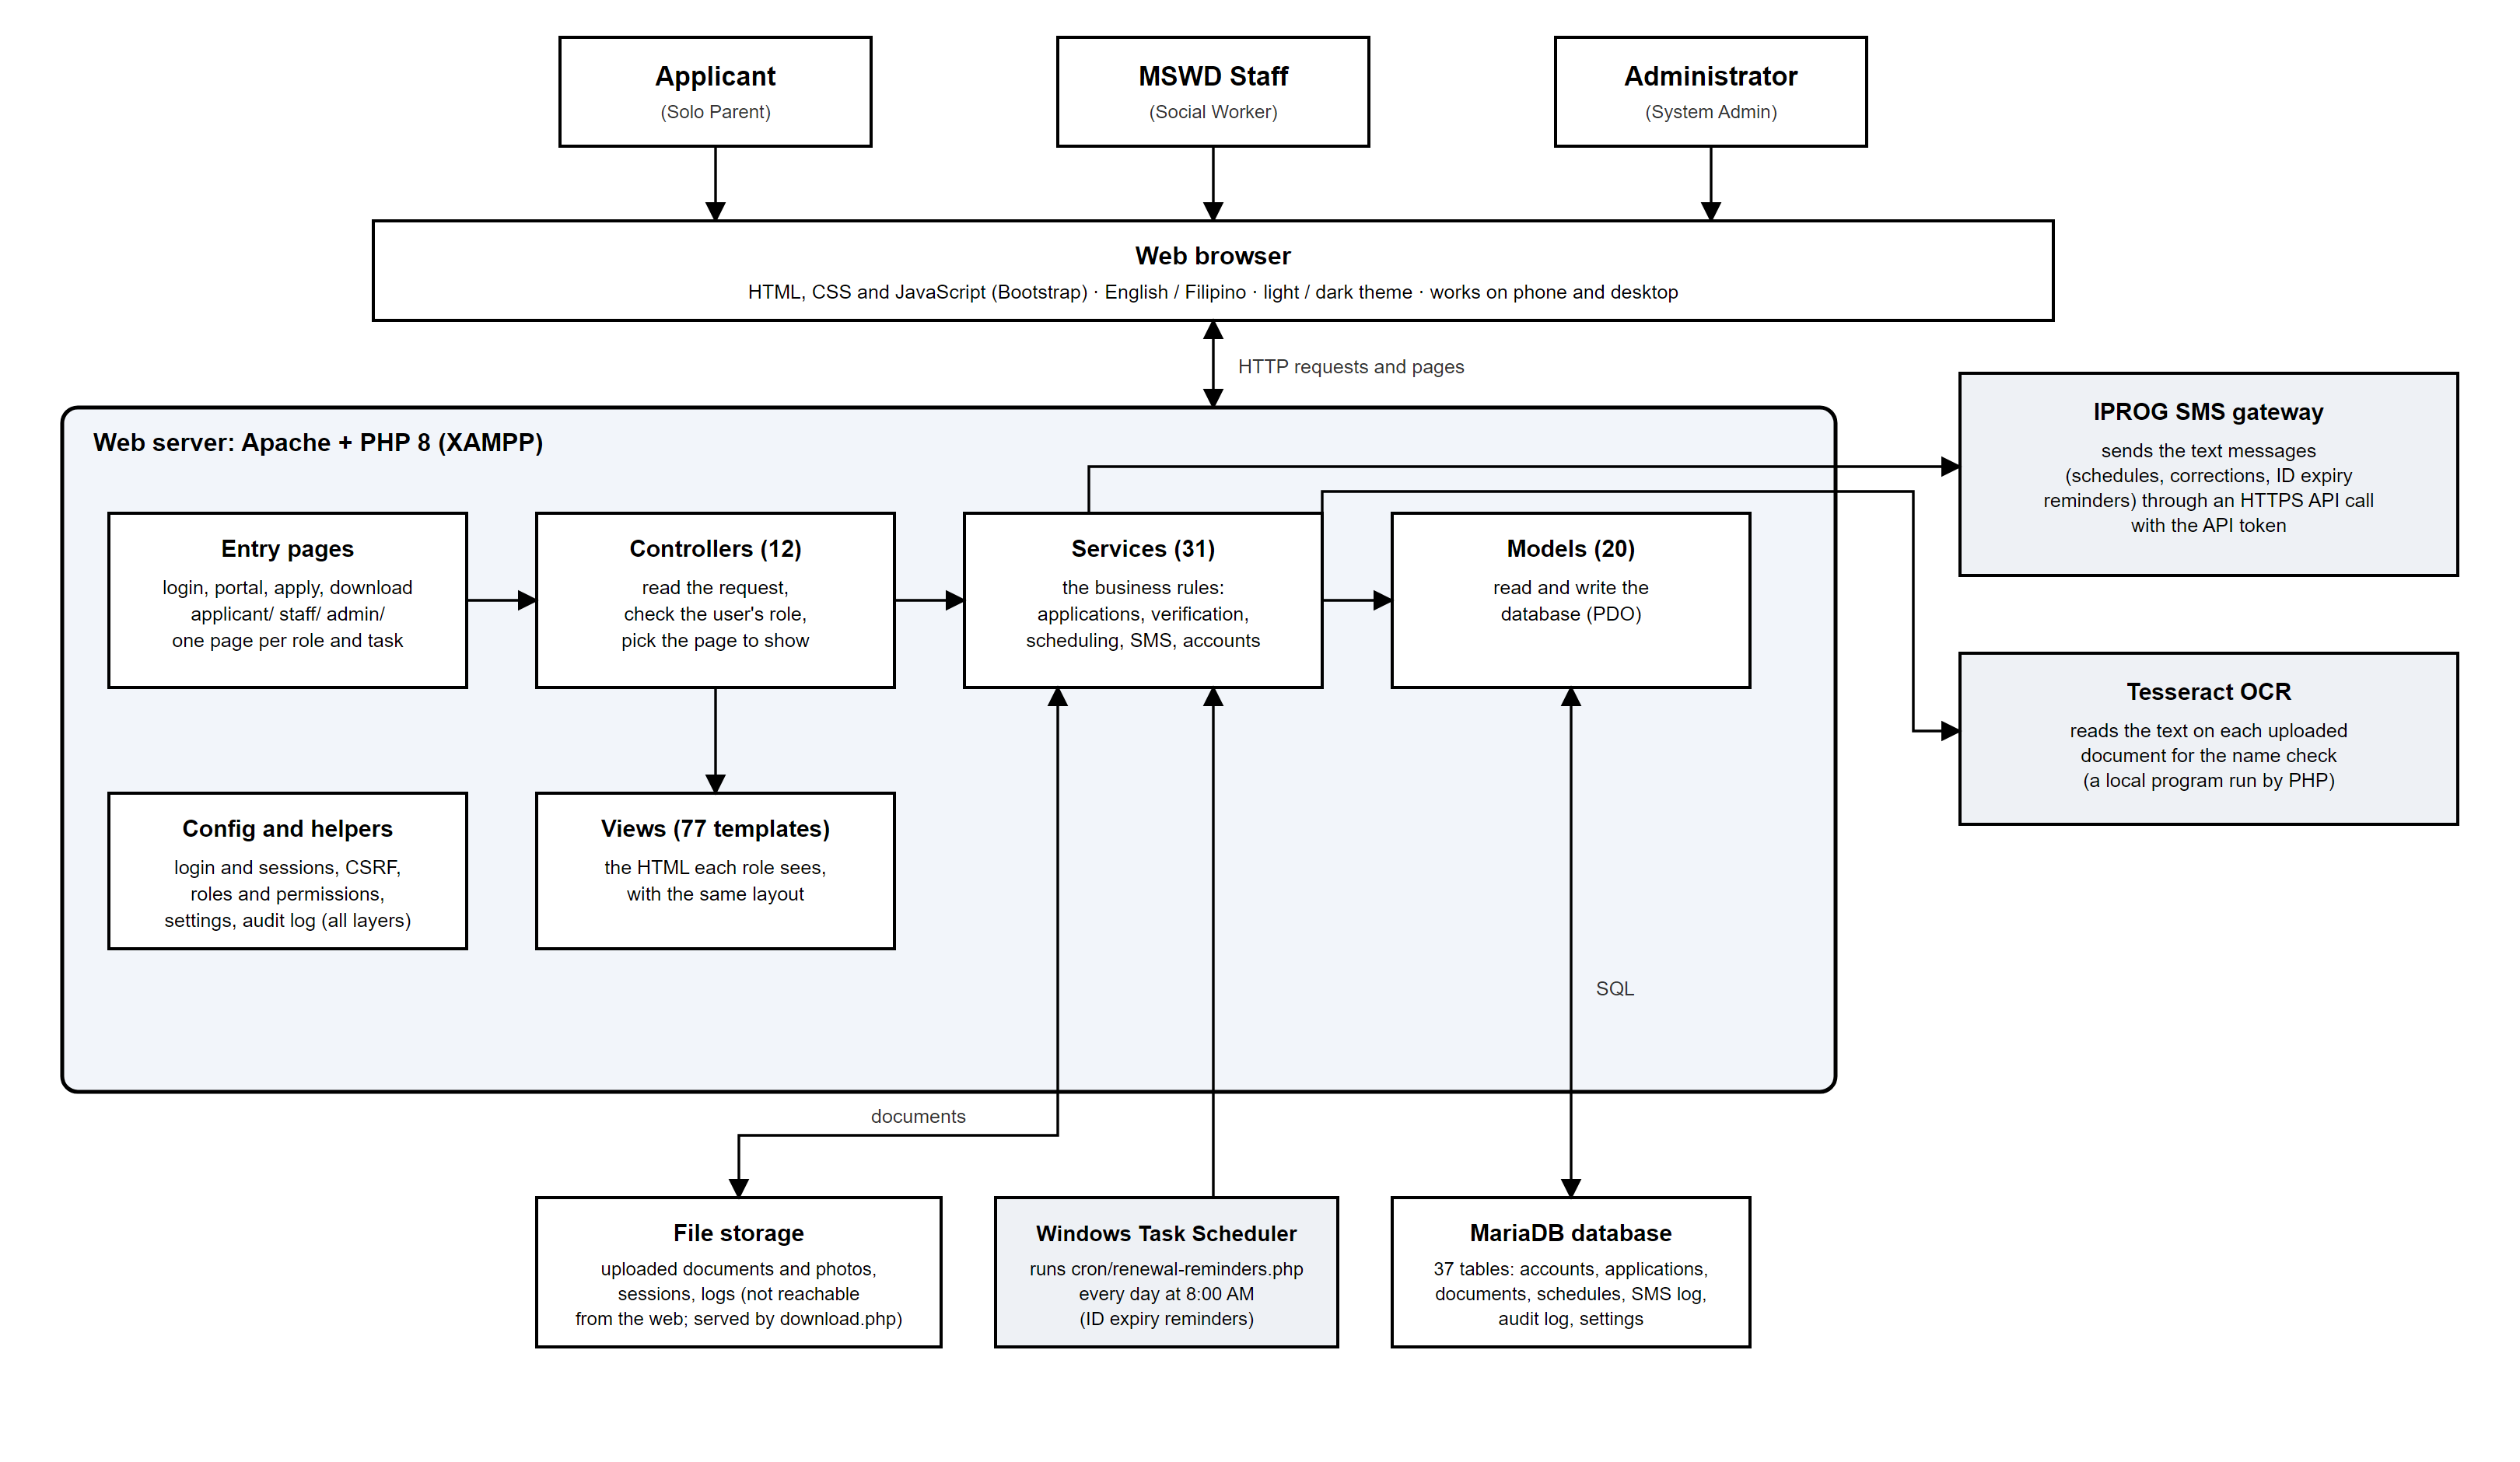 Applicant
(Solo Parent)
MSWD Staff
(Social Worker)
Administrator
(System Admin)
Web browser
HTML, CSS and JavaScript (Bootstrap) · English / Filipino · light / dark theme · works on phone and desktop
HTTP requests and pages
Web server: Apache + PHP 8 (XAMPP)
IPROG SMS gateway
sends the text messages
(schedules, corrections, ID expiry
reminders) through an HTTPS API call
with the API token
Entry pages
login, portal, apply, download
applicant/ staff/ admin/
one page per role and task
Controllers (12)
read the request,
check the user's role,
pick the page to show
Services (31)
the business rules:
applications, verification,
scheduling, SMS, accounts
Models (20)
read and write the
database (PDO)
Tesseract OCR
reads the text on each uploaded
document for the name check
(a local program run by PHP)
Config and helpers
login and sessions, CSRF,
roles and permissions,
settings, audit log (all layers)
Views (77 templates)
the HTML each role sees,
with the same layout
SQL
documents
File storage
uploaded documents and photos,
sessions, logs (not reachable
from the web; served by download.php)
Windows Task Scheduler
runs cron/renewal-reminders.php
every day at 8:00 AM
(ID expiry reminders)
MariaDB database
37 tables: accounts, applications,
documents, schedules, SMS log,
audit log, settings